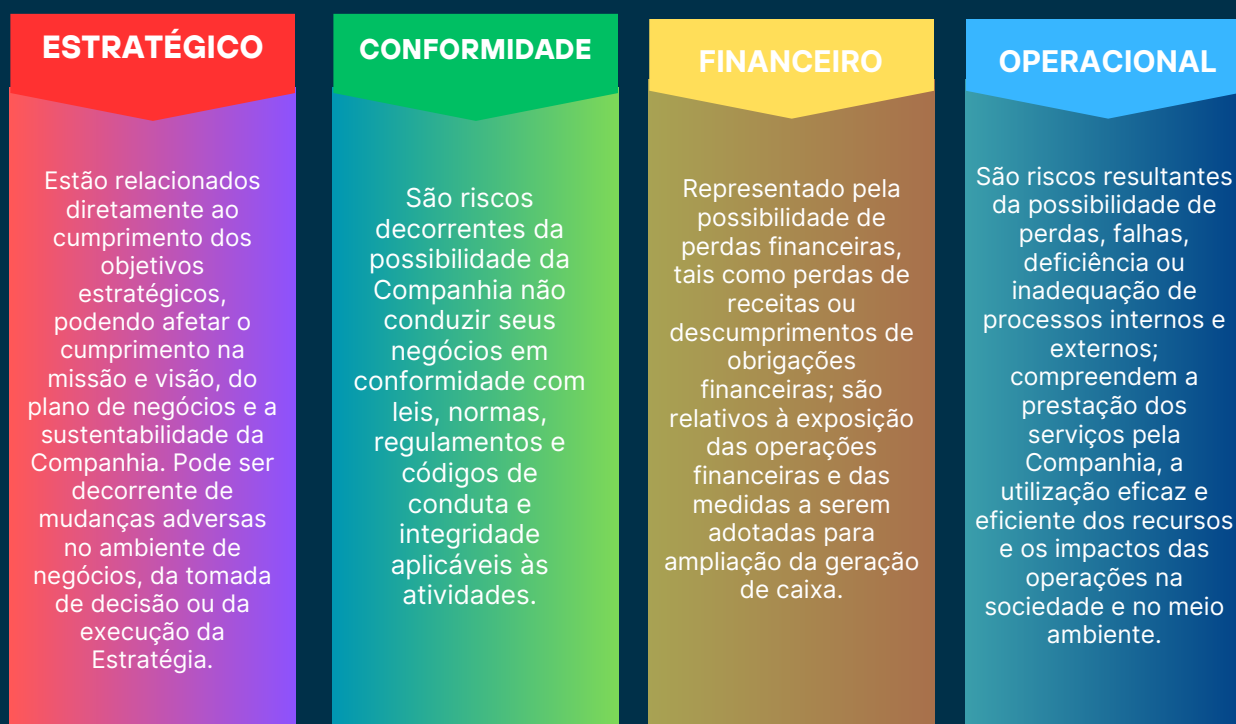 ESTRATÉGICO
Estão relacionados
diretamente ao
cumprimento dos
objetivos
estratégicos,
podendo afetar o
cumprimento na
missão e visão, do
plano de negócios e a
sustentabilidade da
Companhia. Pode ser
decorrente de
mudanças adversas
no ambiente de
negócios, da tomada
de decisão ou da
execução da
Estratégia.
CONFORMIDADE
São riscos
decorrentes da
possibilidade da
Companhia não
conduzir seus
negócios em
conformidade com
leis, normas,
regulamentos e
códigos de
conduta e
integridade
aplicáveis às
atividades.
FINANCEIRO
Representado pela
possibilidade de
perdas financeiras,
tais como perdas de
receitas ou
descumprimentos de
obrigações
financeiras; são
relativos à exposição
das operações
financeiras e das
medidas a serem
adotadas para
ampliação da geração
de caixa.
OPERACIONAL
São riscos resultantes
da possibilidade de
perdas, falhas,
deficiência ou
inadequação de
processos internos e
externos;
compreendem a
prestação dos
serviços pela
Companhia, a
utilização eficaz e
eficiente dos recursos
e os impactos das
operações na
sociedade e no meio
ambiente.